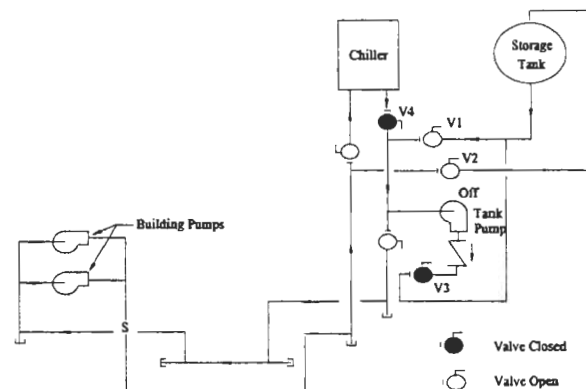 Chiller
Storage
Tank
V4
V1
V2
Off
Tank
Pump
Building Pumps
V3
S
Valve Closed
Valve Open